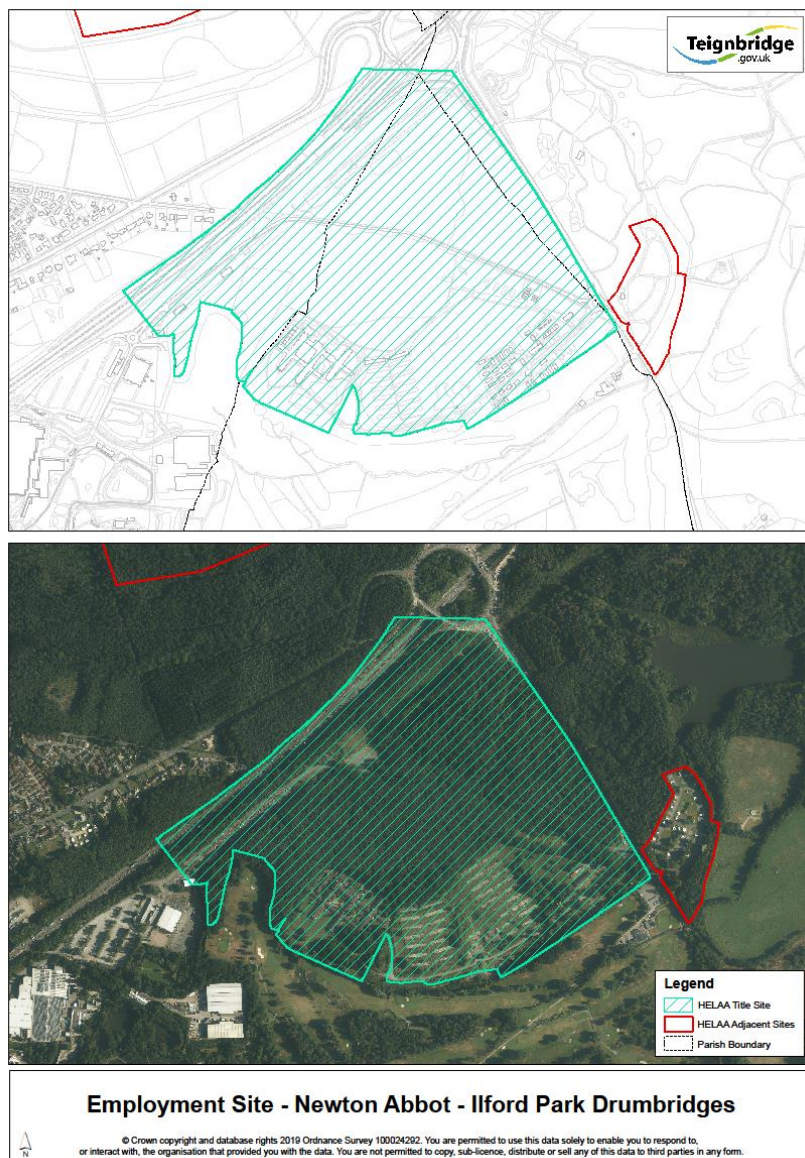 Teignbridge
.gov.uk
Legend
HELAA Title Site
HELAA Adjacent Sites
Parish Boundary
Employment Site - Newton Abbot - Ilford Park Drumbridges
N
© Crown copyright and database rights 2019 Ordnance Survey 100024292. You are permitted to use this data solely to enable you to respond to,
or interact with, the organisation that provided you with the data. You are not permitted to copy, sub-licence, distribute or sell any of this data to third parties in any form.